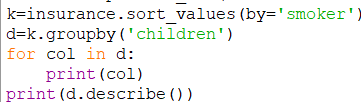 k=insurance.sort_values(by='smoker')
d=k.groupby('children')
for col in d:
    print(col)
print(d.describe())